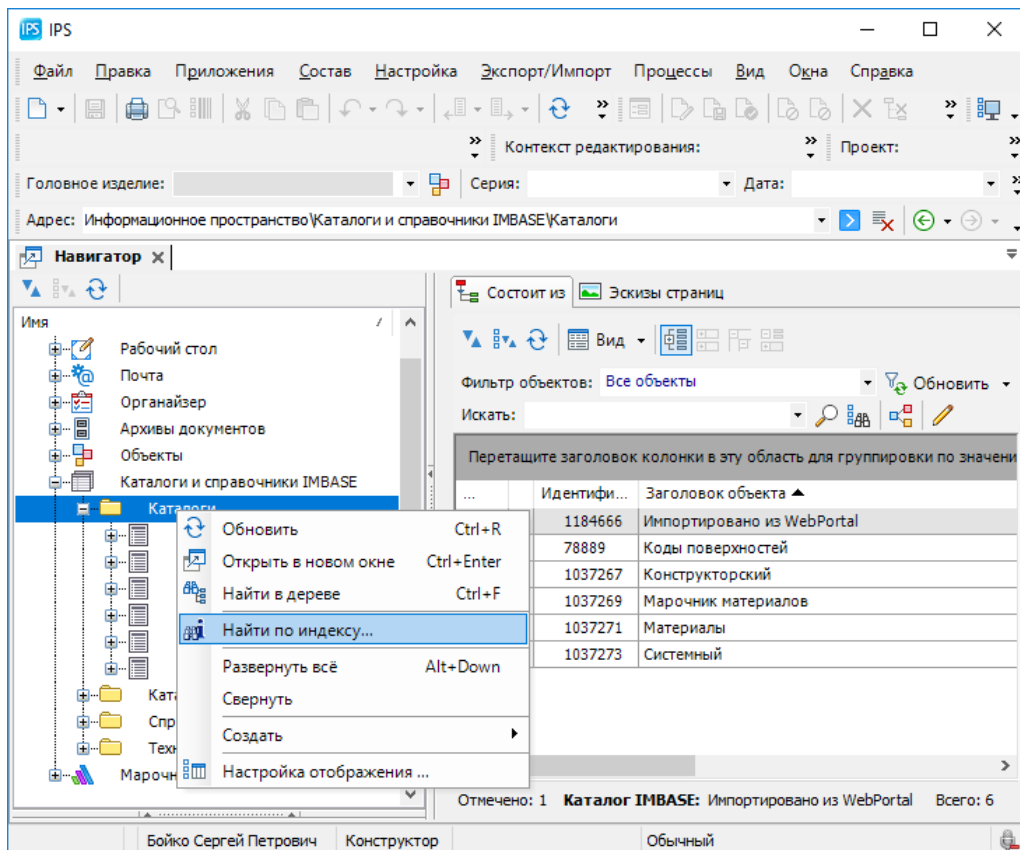 IPS IPS
Файл Правка Приложения Состав Настройка Экспорт/Импорт Процессы Вид Окна Справка
Контекст редактирования: Проект:
Головное изделие: Серия: Дата:
Адрес: Информационное пространство\Каталоги и справочники IMBASE\Каталоги
Навигатор
Состоит из Эскизы страниц
Имя /
Вид
Рабочий стол
Почта
Фильтр объектов: Все объекты Обновить
Органайзер
Искать:
Архивы документов
Объекты
Перетащите заголовок колонки в эту область для группировки по значени
Каталоги и справочники IMBASE
... Идентифи... Заголовок объекта
Каталоги
Обновить Ctrl+R
Открыть в новом окне Ctrl+Enter
Найти в дереве Ctrl+F
Найти по индексу...
Развернуть всё Alt+Down
Свернуть
Создать
Настройка отображения ...
1184666 Импортировано из WebPortal
78889 Коды поверхностей
1037267 Конструкторский
1037269 Марочник материалов
1037271 Материалы
1037273 Системный
Ката
Спр
Техн
Марочн
Отмечено: 1 Каталог IMBASE: Импортировано из WebPortal Всего: 6
Бойко Сергей Петрович Конструктор Обычный